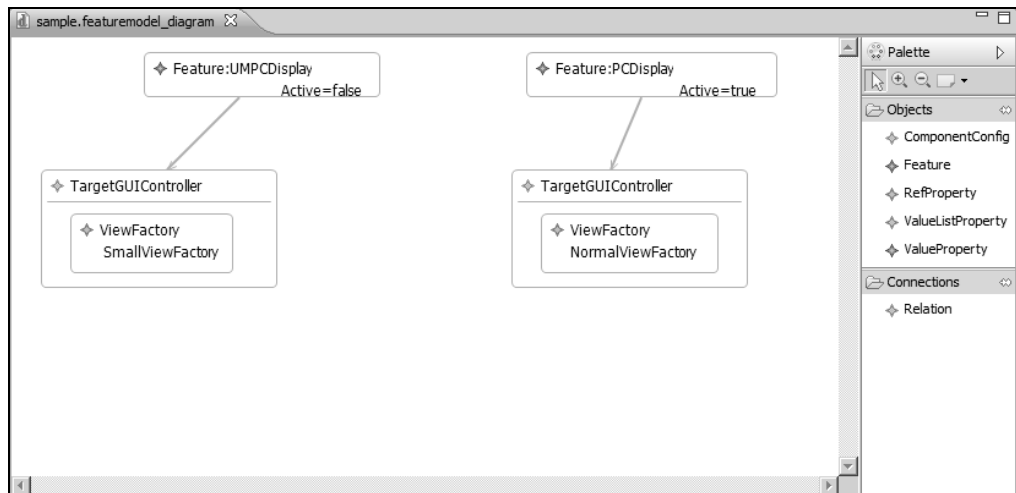 sample.featuremodel_diagram
Feature:UMPCDisplay
Active=false
Feature:PCDisplay
Active=true
TargetGUIController
ViewFactory
SmallViewFactory
TargetGUIController
ViewFactory
NormalViewFactory
Palette
Objects
ComponentConfig
Feature
RefProperty
ValueListProperty
ValueProperty
Connections
Relation